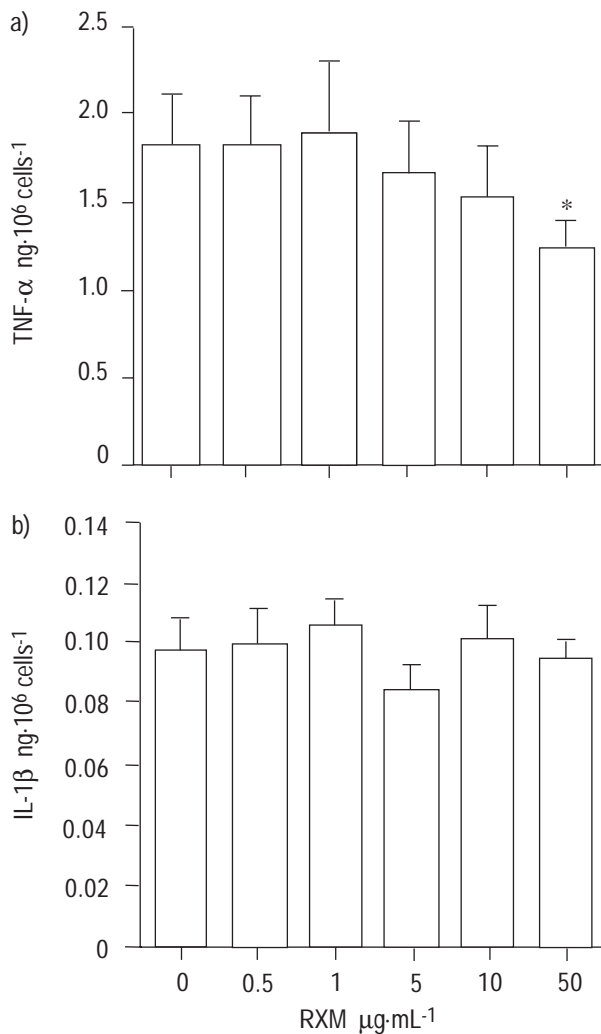 a)
2.5
2.0
1.5
1.0
0.5
0
TNF-α ng·10⁶ cells⁻¹
*
b)
0.14
0.12
0.10
0.08
0.06
0.04
0.02
0
IL-1β ng·10⁶ cells⁻¹
0 0.5 1 5 10 50
RXM µg·mL⁻¹